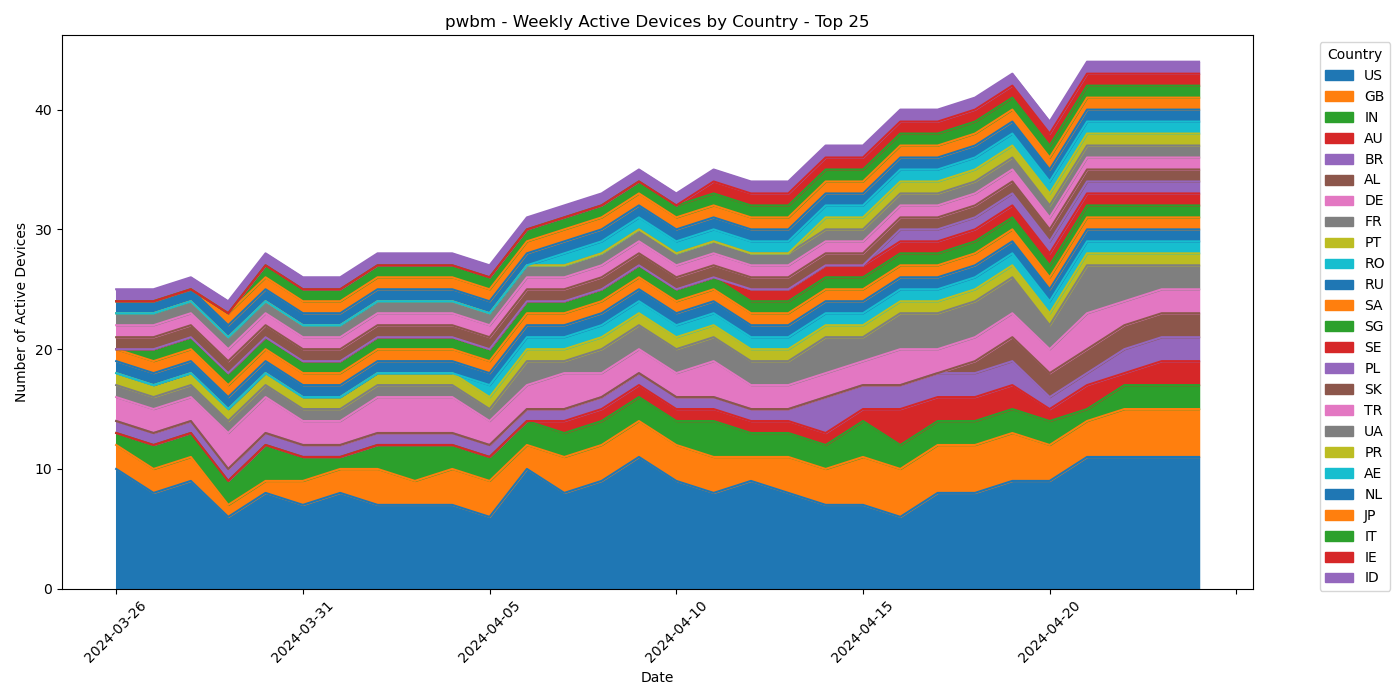 pwbm - Weekly Active Devices by Country - Top 25
Number of Active Devices
40
30
20
10
0
2024-03-26
2024-03-31
2024-04-05
2024-04-10
2024-04-15
2024-04-20
Date
Country
US
GB
IN
AU
BR
AL
DE
FR
PT
RO
RU
SA
SG
SE
PL
SK
TR
UA
PR
AE
NL
JP
IT
IE
ID